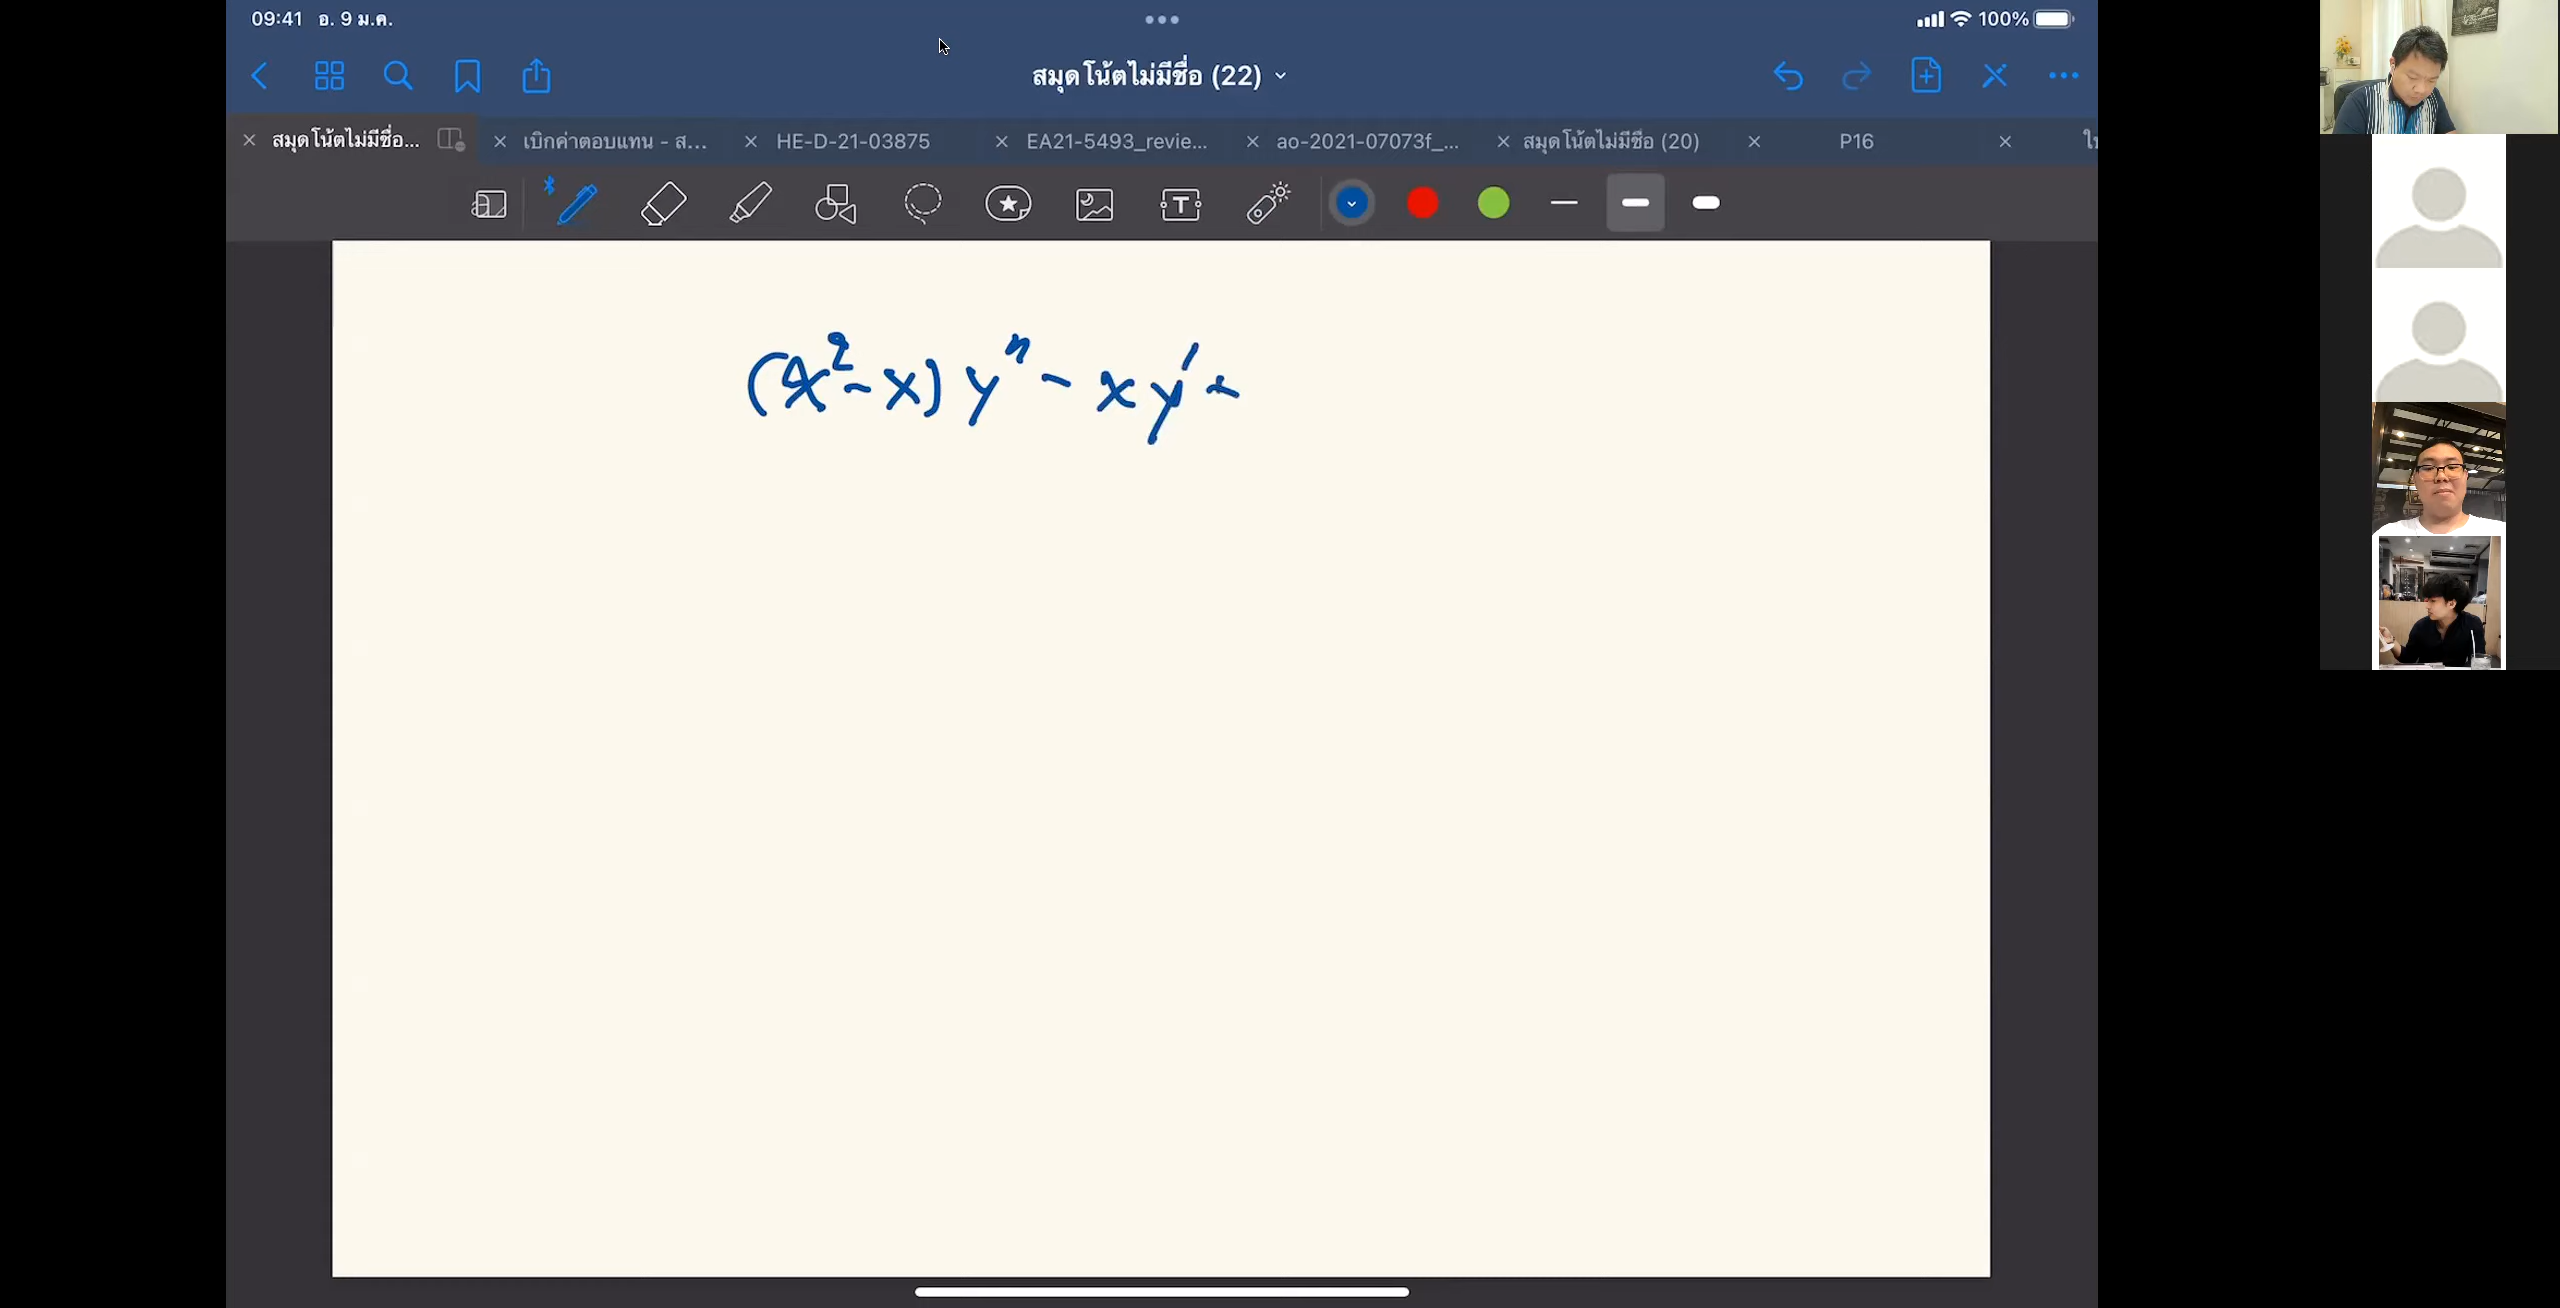 09:41 อ. 9 ม.ค. 100%
สมุดโน้ตไม่มีชื่อ (22)
สมุดโน้ตไม่มีชื่อ... เบิกค่าตอบแทน - ส... HE-D-21-03875 EA21-5493_revie... ao-2021-07073f_... สมุดโน้ตไม่มีชื่อ (20) P16
(x²-x) y" - x y' +